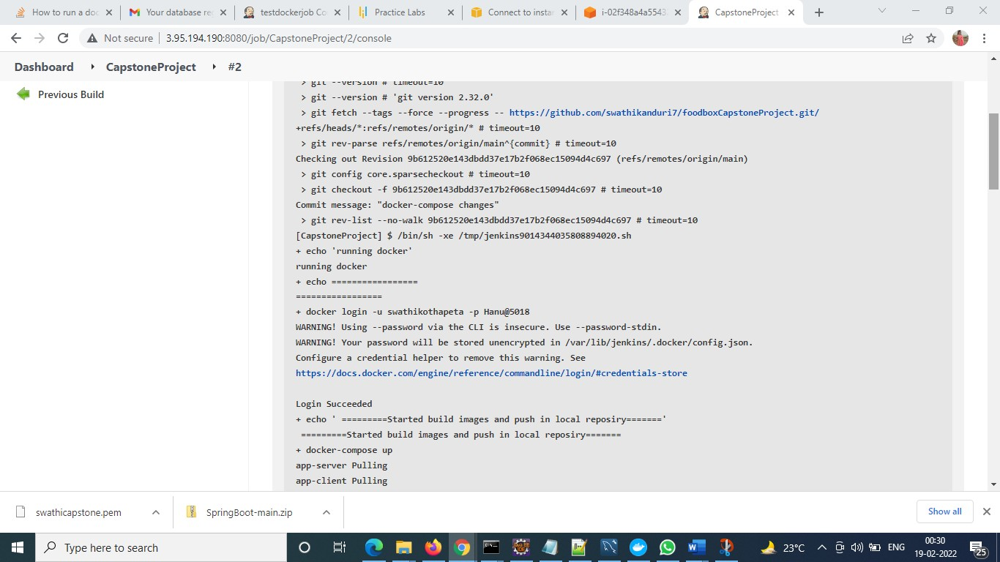 How to run a doc
Your database re
testdockerjob Co
Practice Labs
Connect to insta
i-02f348a4a5543
CapstoneProject
Not secure
3.95.194.190:8080/job/CapstoneProject/2/console
Dashboard
CapstoneProject
#2
Previous Build
> git --version # timeout=10
> git --version # 'git version 2.32.0'
> git fetch --tags --force --progress -- https://github.com/swathikanduri7/foodboxCapstoneProject.git/
+refs/heads/*:refs/remotes/origin/* # timeout=10
> git rev-parse refs/remotes/origin/main^{commit} # timeout=10
Checking out Revision 9b612520e143dbdd37e17b2f068ec15094d4c697 (refs/remotes/origin/main)
> git config core.sparsecheckout # timeout=10
> git checkout -f 9b612520e143dbdd37e17b2f068ec15094d4c697 # timeout=10
Commit message: "docker-compose changes"
> git rev-list --no-walk 9b612520e143dbdd37e17b2f068ec15094d4c697 # timeout=10
[CapstoneProject] $ /bin/sh -xe /tmp/jenkins9014344035808894020.sh
+ echo 'running docker'
running docker
+ echo =================
=================
+ docker login -u swathikothapeta -p Hanu@5018
WARNING! Using --password via the CLI is insecure. Use --password-stdin.
WARNING! Your password will be stored unencrypted in /var/lib/jenkins/.docker/config.json.
Configure a credential helper to remove this warning. See
https://docs.docker.com/engine/reference/commandline/login/#credentials-store
Login Succeeded
+ echo ' =========Started build images and push in local reposiry======='
=========Started build images and push in local reposiry=======
+ docker-compose up
app-server Pulling
app-client Pulling
swathicapstone.pem
SpringBoot-main.zip
Show all
Type here to search
23°C
ENG
00:30
19-02-2022
25